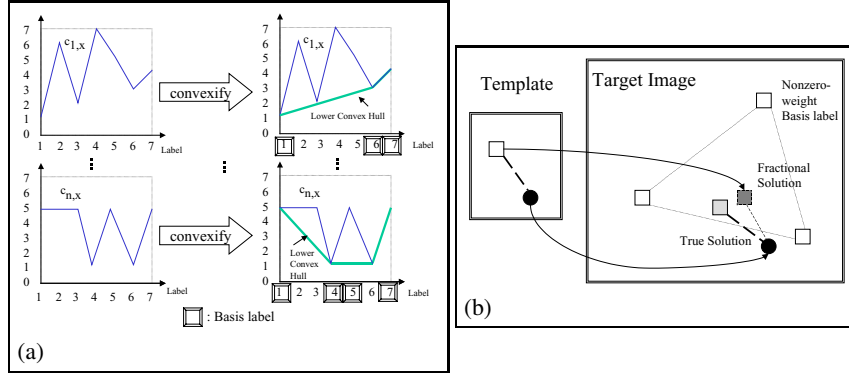 7
6
5
4
3
2
1
0
c1,x
1 2 3 4 5 6 7 Label
convexify
7
6
5
4
3
2
1
0
c1,x
Lower Convex Hull
1 2 3 4 5 6 7 Label
7
6
5
4
3
2
1
0
cn,x
1 2 3 4 5 6 7 Label
convexify
7
6
5
4
3
2
1
0
cn,x
Lower
Convex
Hull
1 2 3 4 5 6 7 Label
: Basis label
(a)
Template
Target Image
Nonzero-
weight
Basis label
Fractional
Solution
True Solution
(b)